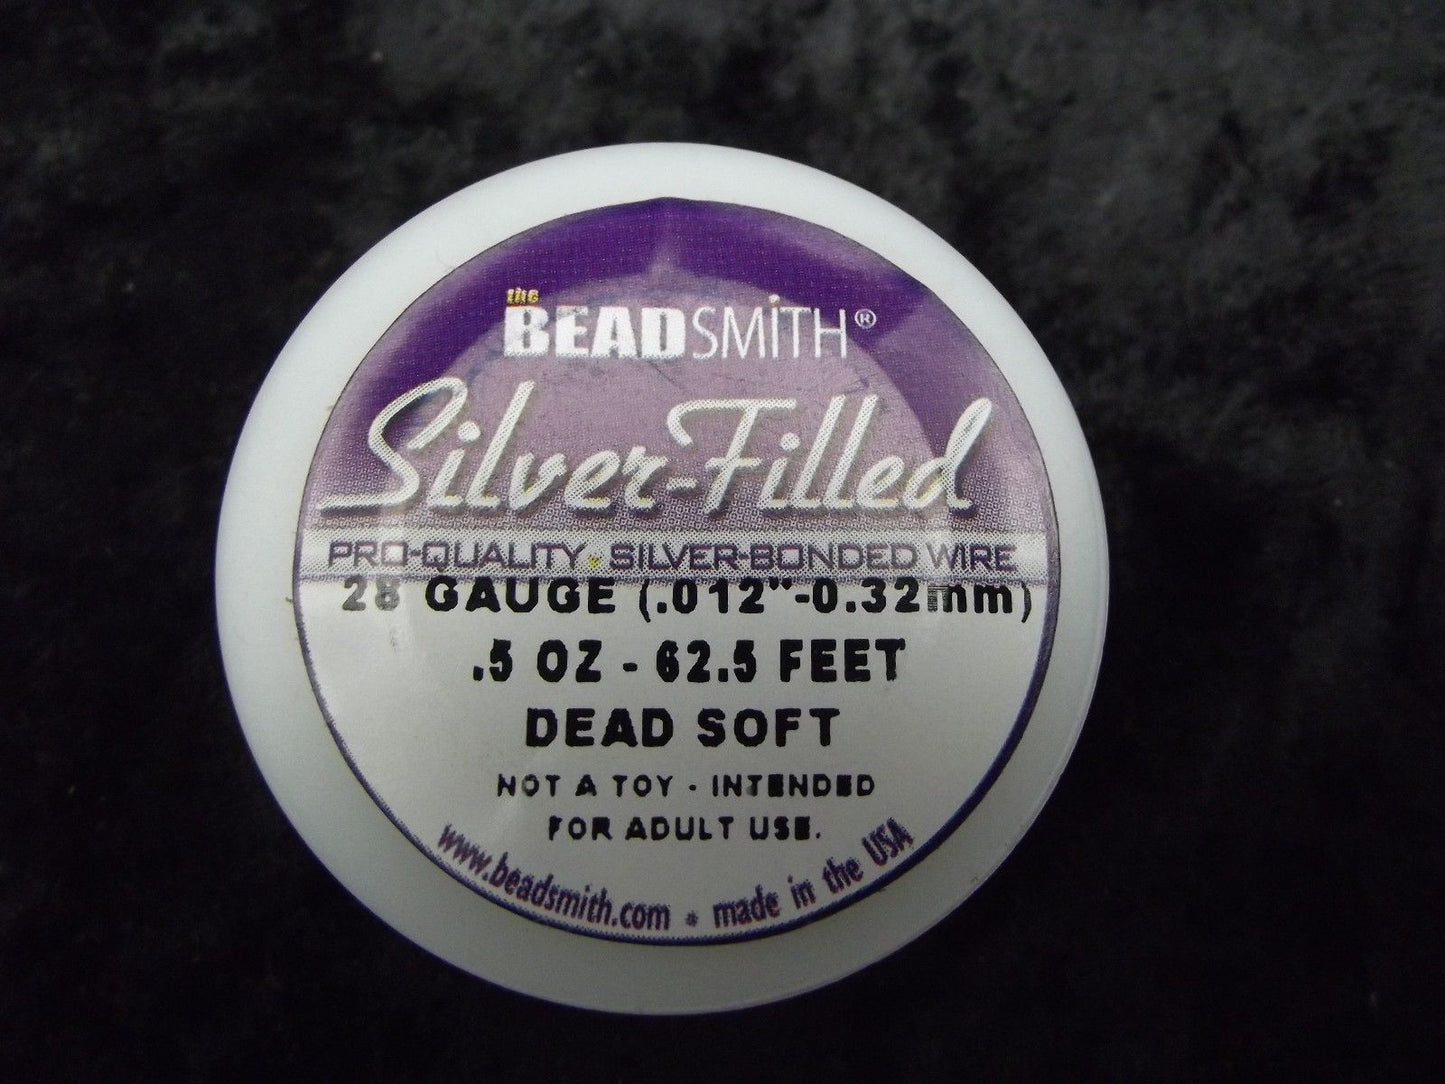 the
BEADSMITH®
Silver-Filled
PRO-QUALITY • SILVER-BONDED WIRE
28 GAUGE (.012"-0.32mm)
.5 OZ - 62.5 FEET
DEAD SOFT
NOT A TOY - INTENDED
FOR ADULT USE.
www.beadsmith.com * made in the USA